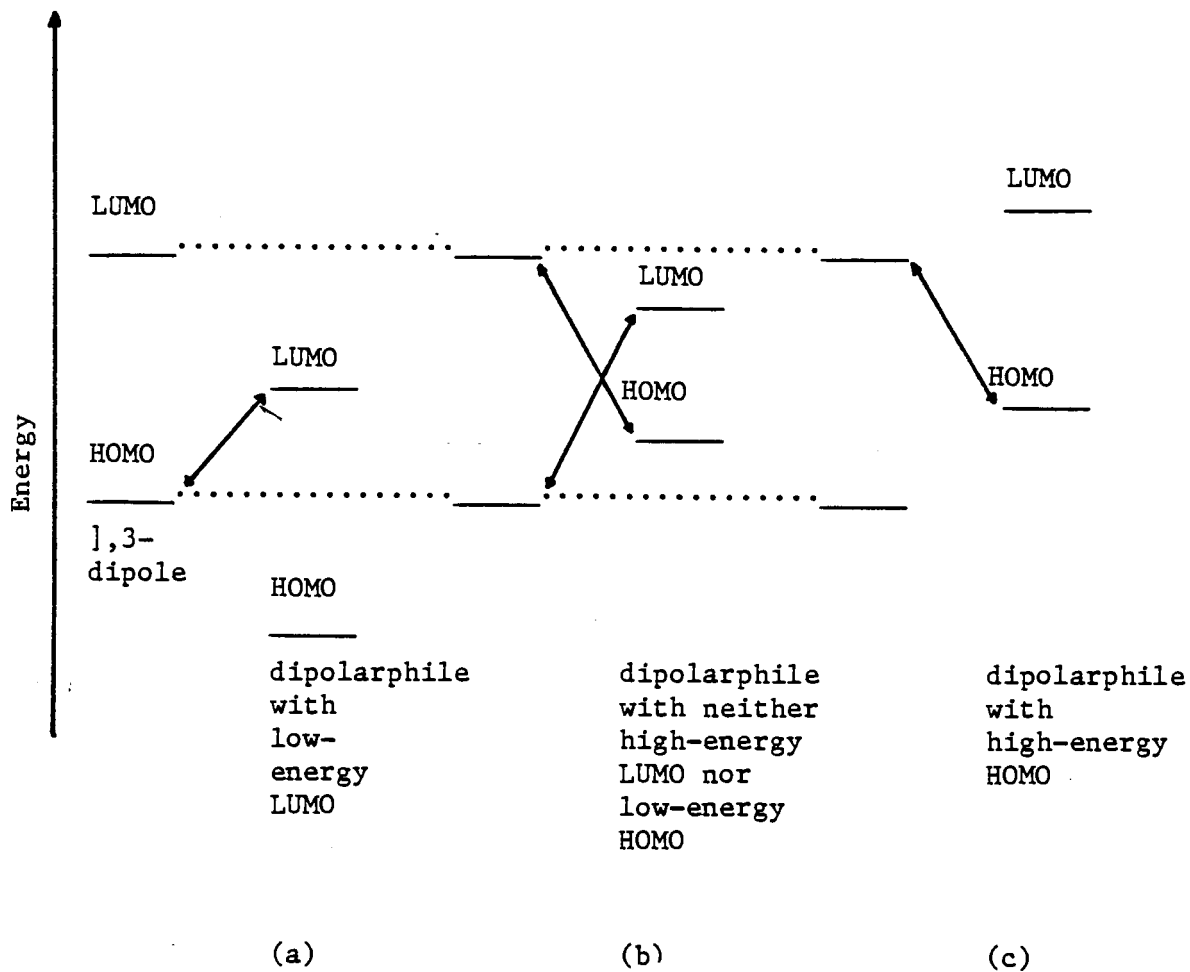 LUMO
LUMO
LUMO
LUMO
HOMO
HOMO
HOMO
Energy
],3-
dipole
HOMO
dipolarphile
with
low-
energy
LUMO
dipolarphile
with neither
high-energy
LUMO nor
low-energy
HOMO
dipolarphile
with
high-energy
HOMO
(a)
(b)
(c)